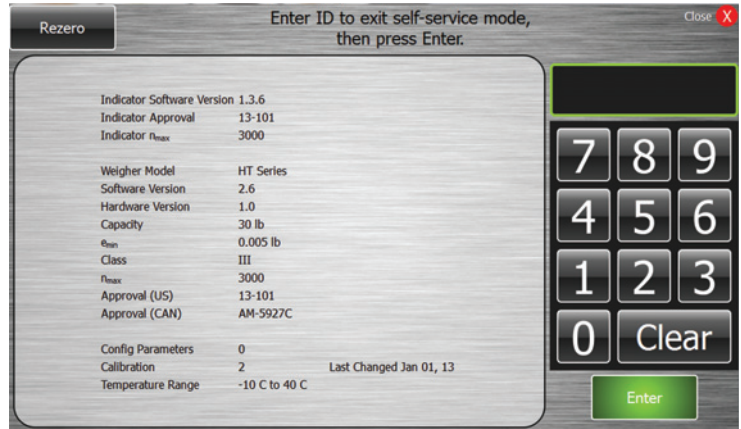 Rezero
Enter ID to exit self-service mode,
then press Enter.
Close X
Indicator Software Version 1.3.6
Indicator Approval 13-101
Indicator nmax 3000
Weigher Model HT Series
Software Version 2.6
Hardware Version 1.0
Capacity 30 lb
emin 0.005 lb
Class III
nmax 3000
Approval (US) 13-101
Approval (CAN) AM-5927C
Config Parameters 0
Calibration 2 Last Changed Jan 01, 13
Temperature Range -10 C to 40 C
7 8 9
4 5 6
1 2 3
0 Clear
Enter